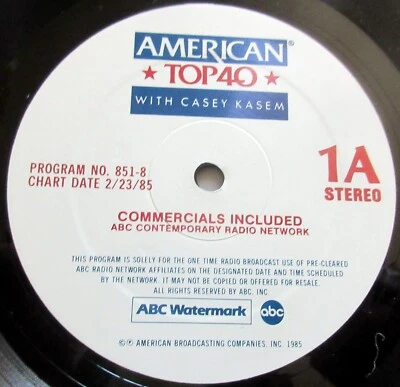 AMERICAN®
★ TOP40 ★
WITH CASEY KASEM
PROGRAM NO. 851-8
CHART DATE 2/23/85
1A
STEREO
COMMERCIALS INCLUDED
ABC CONTEMPORARY RADIO NETWORK
THIS PROGRAM IS SOLELY FOR THE ONE TIME RADIO BROADCAST USE OF PRE-CLEARED
ABC RADIO NETWORK AFFILIATES ON THE DESIGNATED DATE AND TIME SCHEDULED
BY THE NETWORK. IT MAY NOT BE COPIED OR OFFERED FOR RESALE.
ALL RIGHTS RESERVED BY ABC, INC.
ABC Watermark abc
©℗ AMERICAN BROADCASTING COMPANIES, INC. 1985